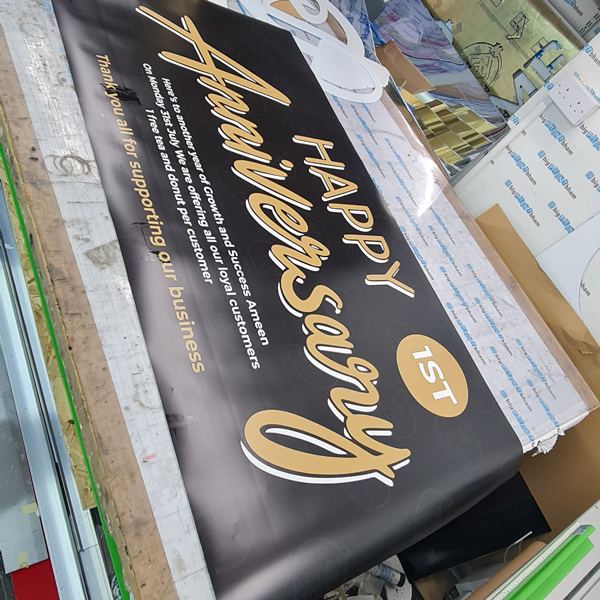 HAPPY
1ST
Anniversary
Here's to another year of Growth and Success Ameen
On Monday 31st July We are offering all our loyal customers
1 free tea and donut per customer
Thank you all for supporting our business